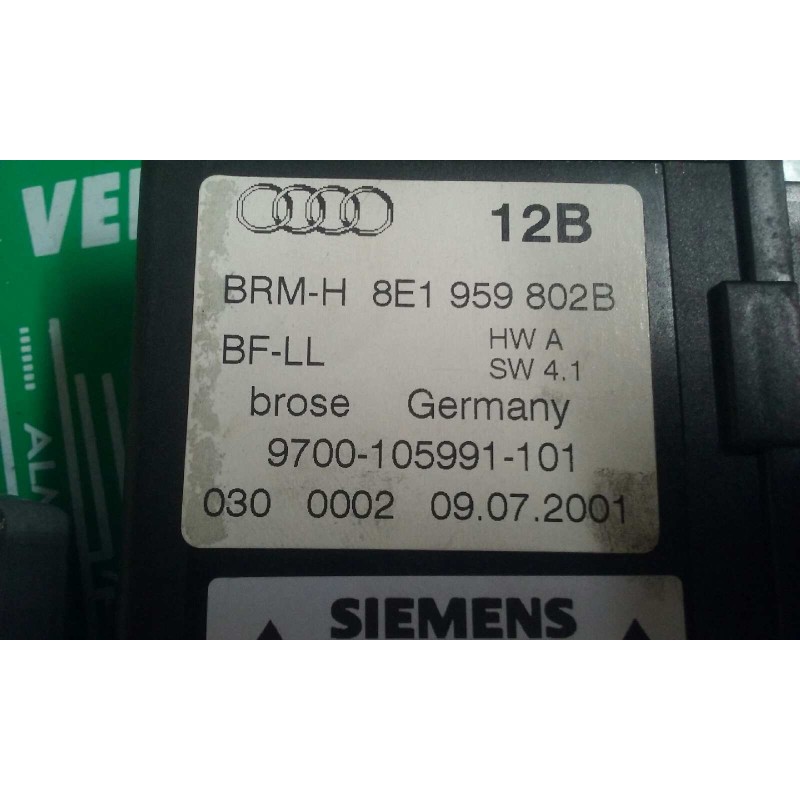 VE
12B
BRM-H 8E1 959 802B
BF-LL HW A
SW 4.1
brose Germany
9700-105991-101
030 0002 09.07.2001
SIEMENS